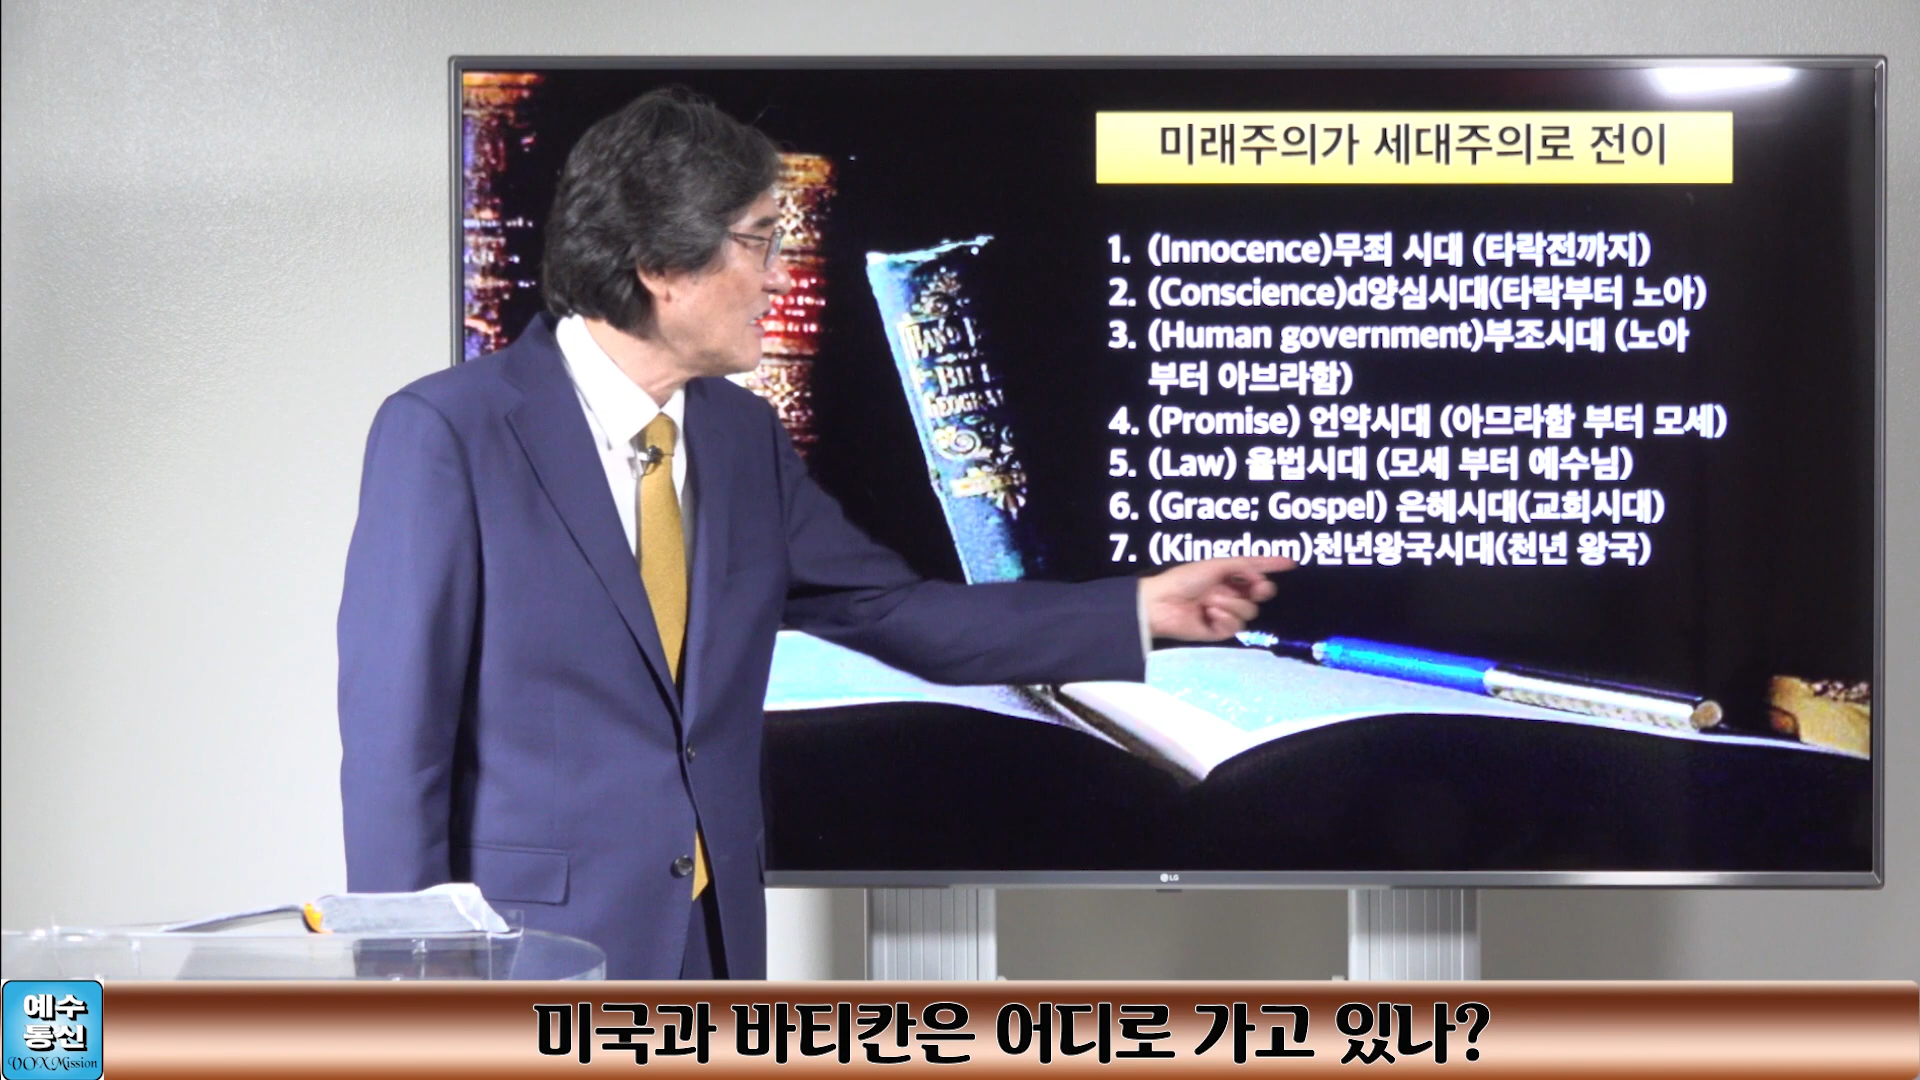 미래주의가 세대주의로 전이
1. (Innocence)무죄 시대 (타락전까지)
2. (Conscience)d양심시대(타락부터 노아)
3. (Human government)부조시대 (노아
부터 아브라함)
4. (Promise) 언약시대 (아므라함 부터 모세)
5. (Law) 율법시대 (모세 부터 예수님)
6. (Grace; Gospel) 은혜시대(교회시대)
7. (Kingdom)천년왕국시대(천년 왕국)
LG
예수
통신
VOX Mission
미국과 바티칸은 어디로 가고 있나?